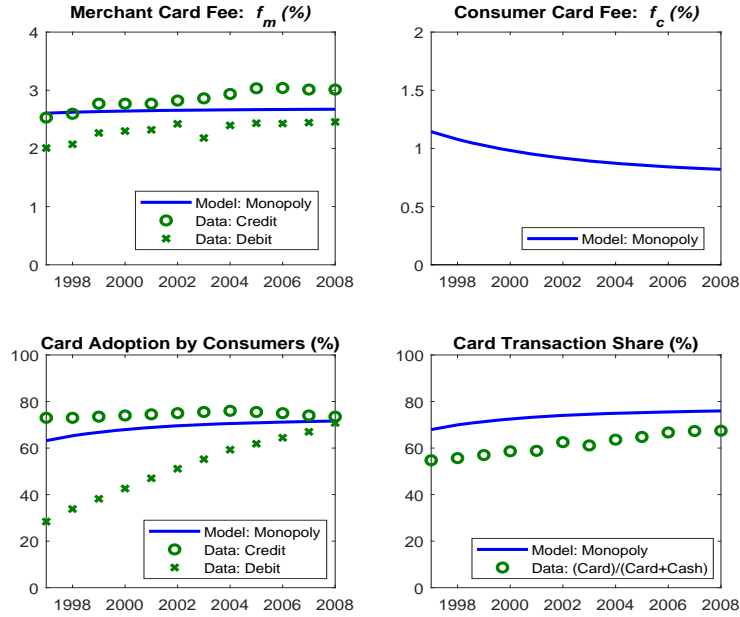 Merchant Card Fee: f_m (%)
4
3
2
1
0
1998 2000 2002 2004 2006 2008
Model: Monopoly
Data: Credit
Data: Debit
Consumer Card Fee: f_c (%)
2
1.5
1
0.5
0
1998 2000 2002 2004 2006 2008
Model: Monopoly
Card Adoption by Consumers (%)
100
80
60
40
20
0
1998 2000 2002 2004 2006 2008
Model: Monopoly
Data: Credit
Data: Debit
Card Transaction Share (%)
100
80
60
40
20
0
1998 2000 2002 2004 2006 2008
Model: Monopoly
Data: (Card)/(Card+Cash)